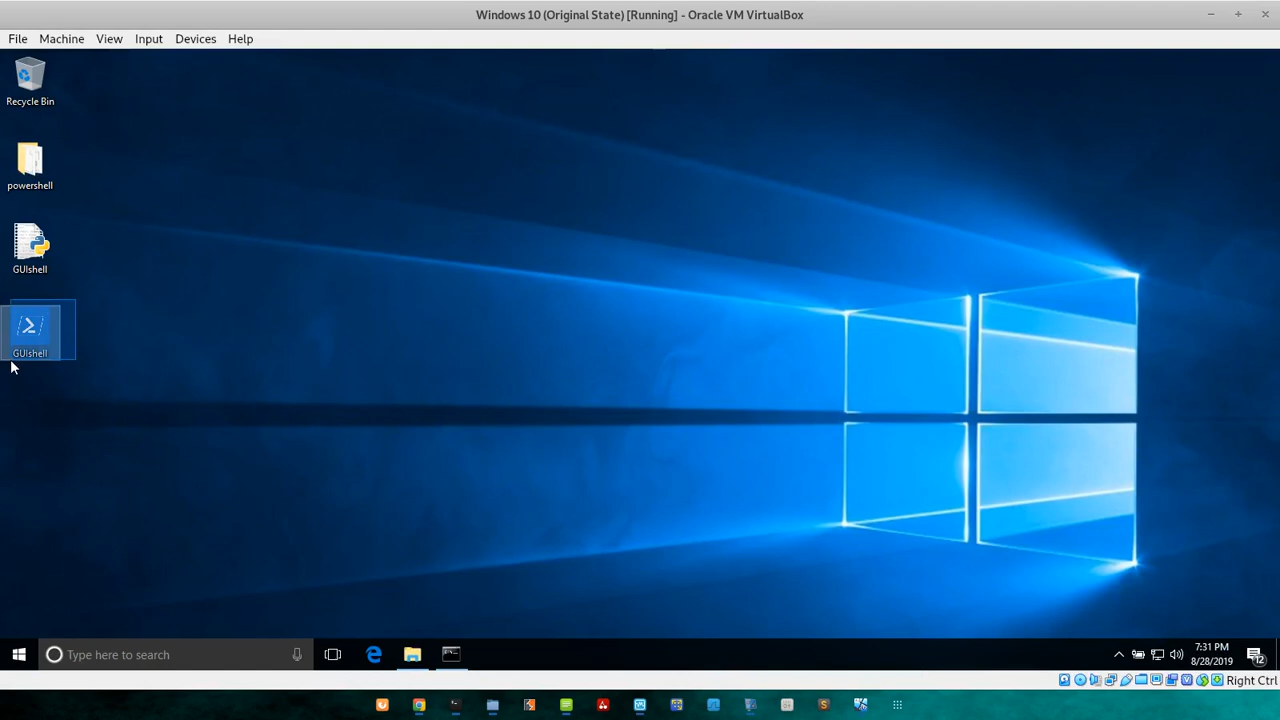 Windows 10 (Original State) [Running] - Oracle VM VirtualBox
File Machine View Input Devices Help
Recycle Bin
powershell
GUIshell
GUIshell
Type here to search
7:31 PM
8/28/2019
12
Right Ctrl